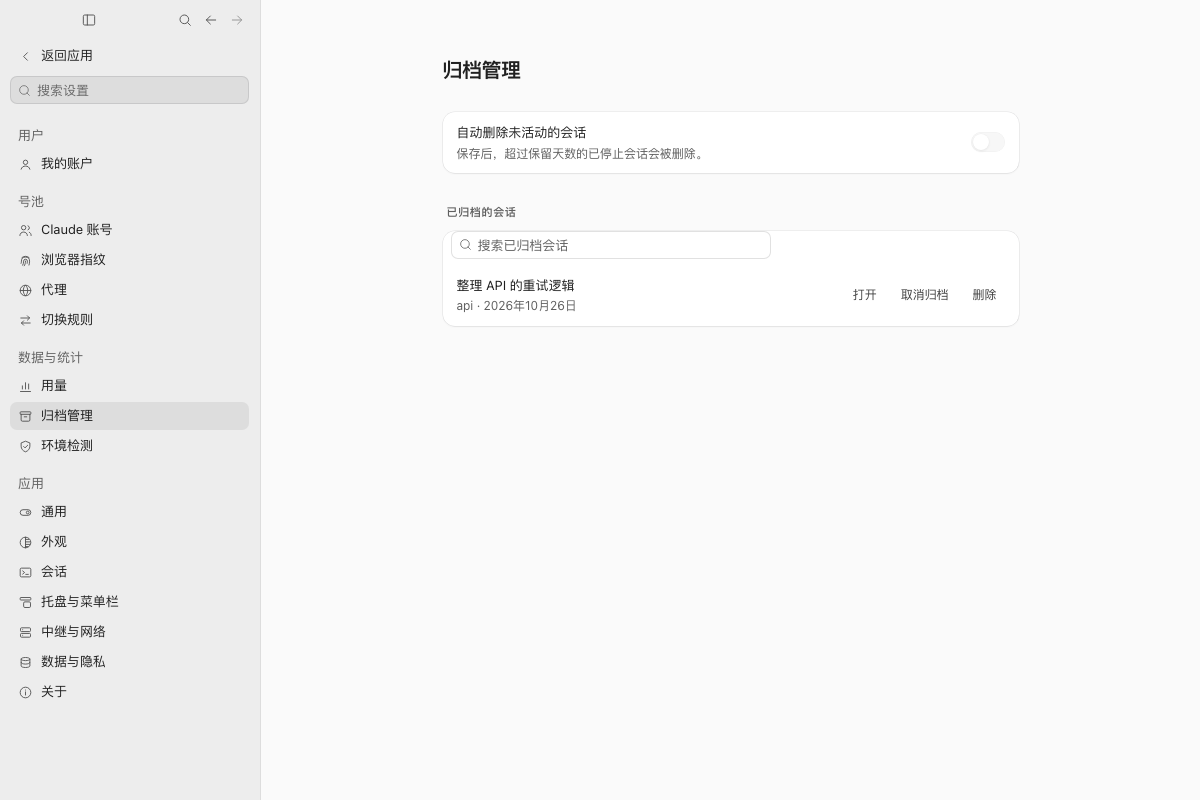 返回应用
搜索设置
用户
我的账户
号池
Claude 账号
浏览器指纹
代理
切换规则
数据与统计
用量
归档管理
环境检测
应用
通用
外观
会话
托盘与菜单栏
中继与网络
数据与隐私
关于
归档管理
自动删除未活动的会话
保存后，超过保留天数的已停止会话会被删除。
已归档的会话
搜索已归档会话
整理 API 的重试逻辑
api · 2026年10月26日
打开 取消归档 删除